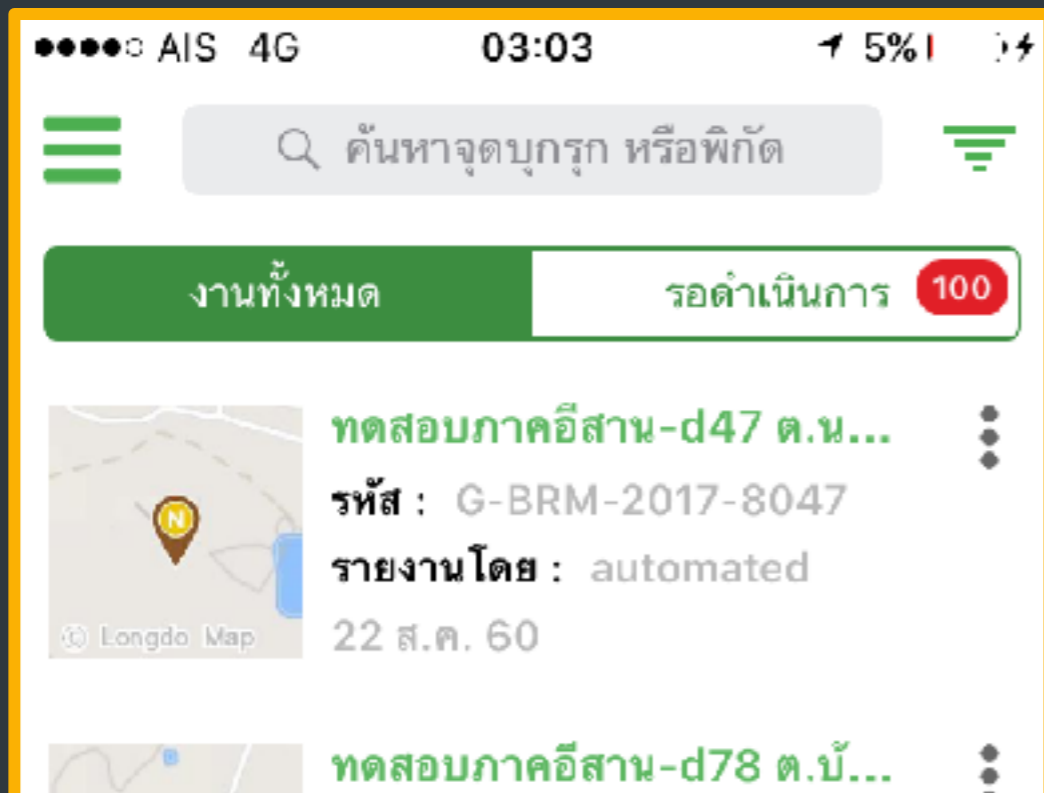 AIS 4G 03:03 5%
ค้นหาจุดบุกรุก หรือพิกัด
งานทั้งหมด รอดำเนินการ 100
ทดสอบภาคอีสาน-d47 ต.น...
รหัส : G-BRM-2017-8047
N
รายงานโดย : automated
© Longdo Map 22 ส.ค. 60
ทดสอบภาคอีสาน-d78 ต.บ้...